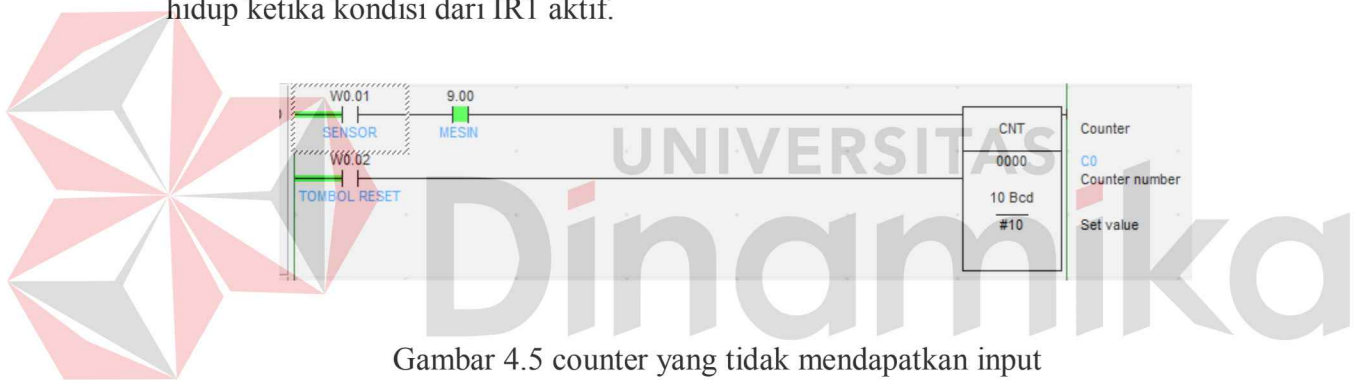 hidup ketika kondisi dari IR1 aktif.
W0.01 9.00
SENSOR MESIN
W0.02
TOMBOL RESET
CNT Counter
0000 C0
Counter number
10 Bcd
#10 Set value
UNIVERSITAS
Dinamika
Gambar 4.5 counter yang tidak mendapatkan input